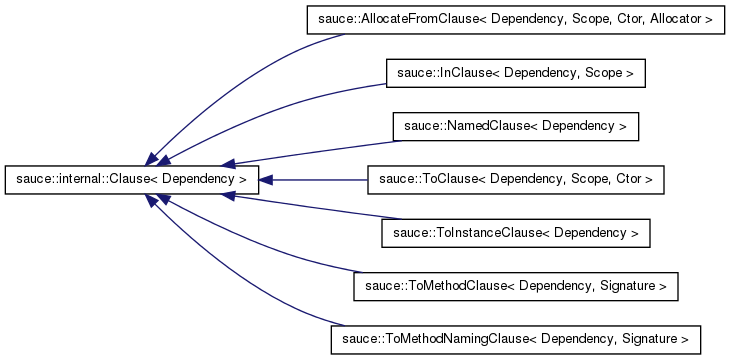 sauce::AllocateFromClause< Dependency, Scope, Ctor, Allocator >
sauce::InClause< Dependency, Scope >
sauce::NamedClause< Dependency >
sauce::internal::Clause< Dependency >
sauce::ToClause< Dependency, Scope, Ctor >
sauce::ToInstanceClause< Dependency >
sauce::ToMethodClause< Dependency, Signature >
sauce::ToMethodNamingClause< Dependency, Signature >